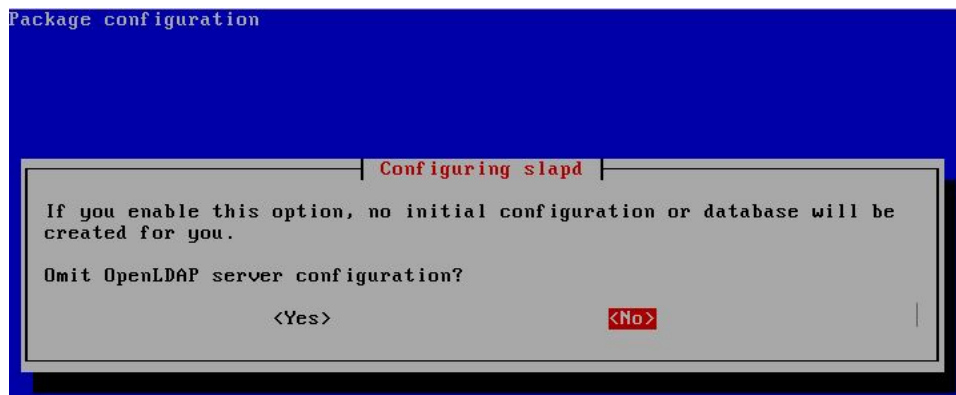 Package configuration
Configuring slapd
If you enable this option, no initial configuration or database will be
created for you.
Omit OpenLDAP server configuration?
<Yes> <No>